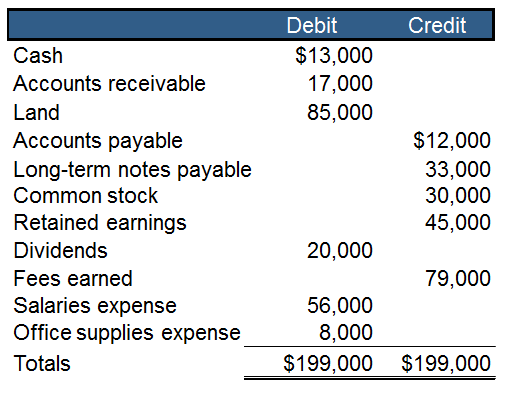 Debit Credit
Cash $13,000
Accounts receivable 17,000
Land 85,000
Accounts payable $12,000
Long-term notes payable 33,000
Common stock 30,000
Retained earnings 45,000
Dividends 20,000
Fees earned 79,000
Salaries expense 56,000
Office supplies expense 8,000
Totals $199,000 $199,000